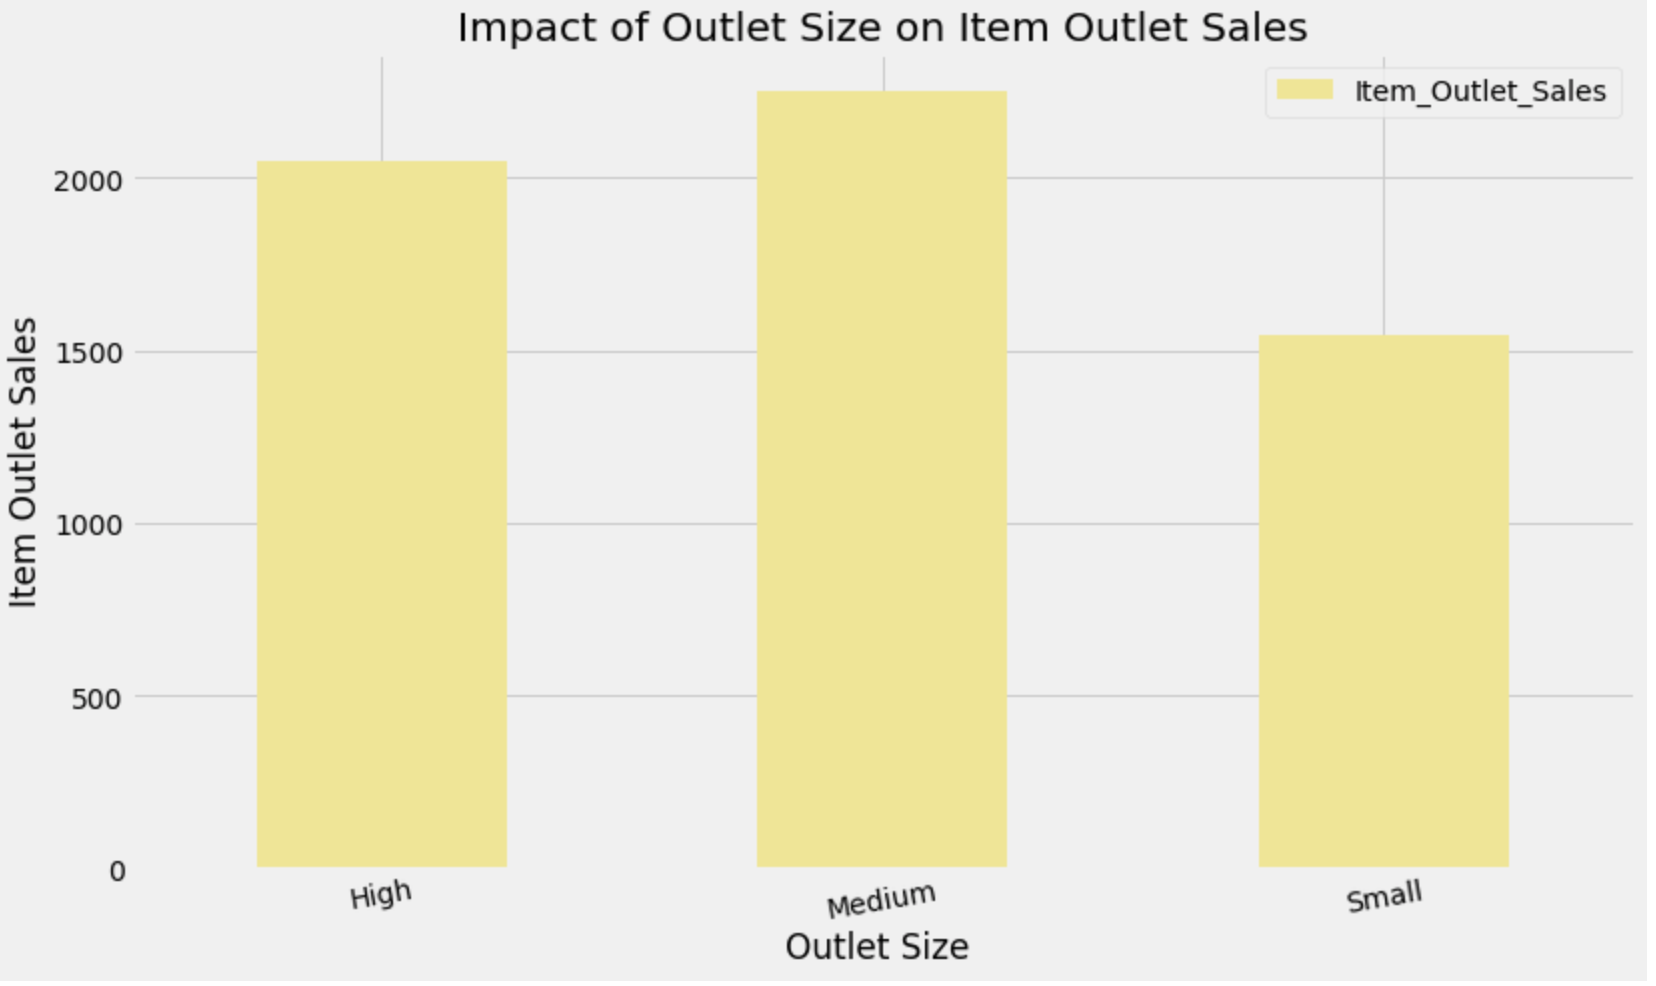 Impact of Outlet Size on Item Outlet Sales
Item_Outlet_Sales
Item Outlet Sales
2000
1500
1000
500
0
High
Medium
Small
Outlet Size